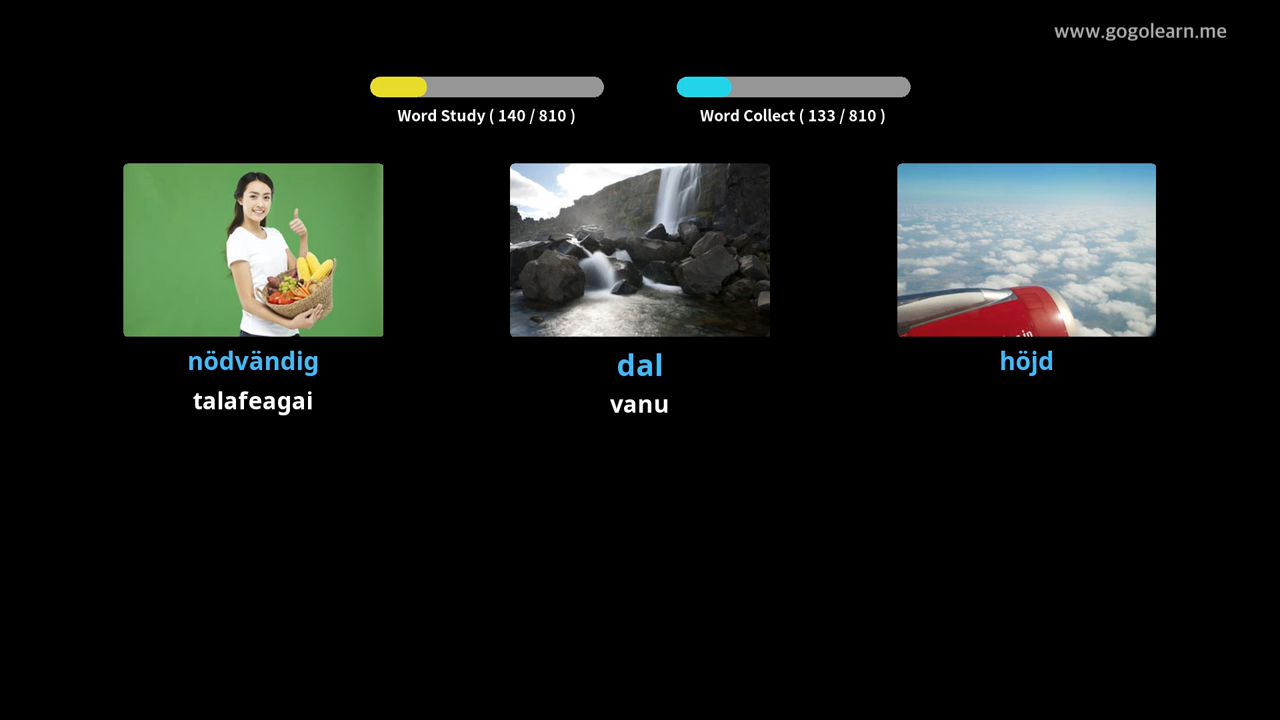 www.gogolearn.me
Word Study ( 140 / 810 )
Word Collect ( 133 / 810 )
nödvändig
talafeagai
dal
vanu
höjd